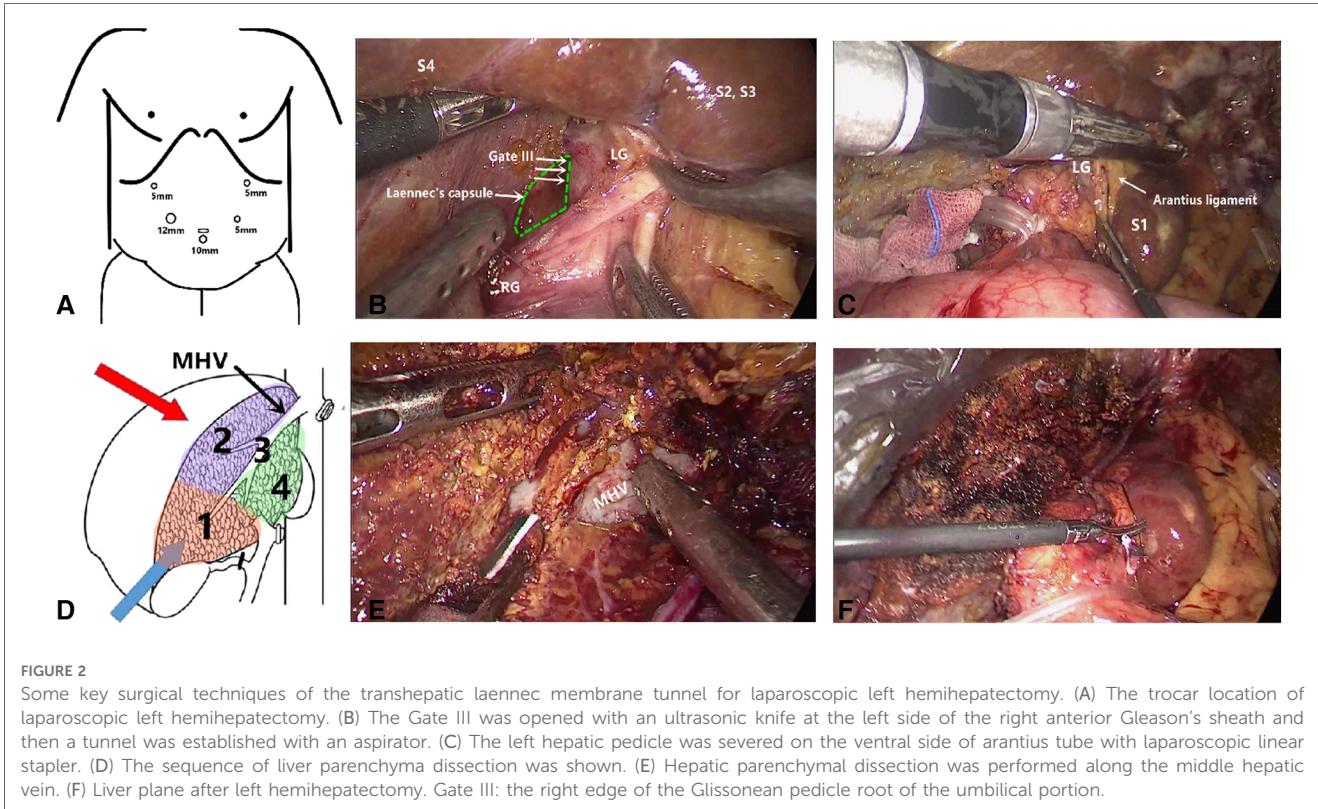 5mm
5mm
12mm
5mm
10mm
A
S4
S2, S3
Gate III
LG
Laennec's capsule
RG
B
LG
Arantius ligament
S1
C
MHV
2
3
4
1
D
MHV
E
F
FIGURE 2
Some key surgical techniques of the transhepatic laennec membrane tunnel for laparoscopic left hemihepatectomy. (A) The trocar location of
laparoscopic left hemihepatectomy. (B) The Gate III was opened with an ultrasonic knife at the left side of the right anterior Gleason's sheath and
then a tunnel was established with an aspirator. (C) The left hepatic pedicle was severed on the ventral side of arantius tube with laparoscopic linear
stapler. (D) The sequence of liver parenchyma dissection was shown. (E) Hepatic parenchymal dissection was performed along the middle hepatic
vein. (F) Liver plane after left hemihepatectomy. Gate III: the right edge of the Glissonean pedicle root of the umbilical portion.